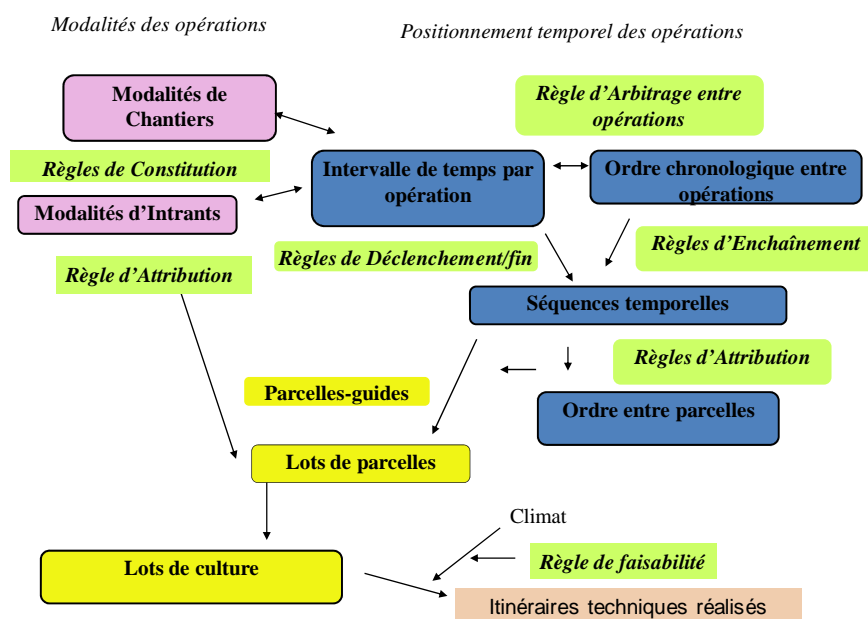 Modalités des opérations
Positionnement temporel des opérations
Modalités de
Chantiers
Règle d’Arbitrage entre
opérations
Règles de Constitution
Intervalle de temps par
opération
Ordre chronologique entre
opérations
Modalités d’Intrants
Règles d’Enchaînement
Règles de Déclenchement/fin
Règle d’Attribution
Séquences temporelles
Règles d’Attribution
Parcelles-guides
Ordre entre parcelles
Lots de parcelles
Climat
Lots de culture
Règle de faisabilité
Itinéraires techniques réalisés